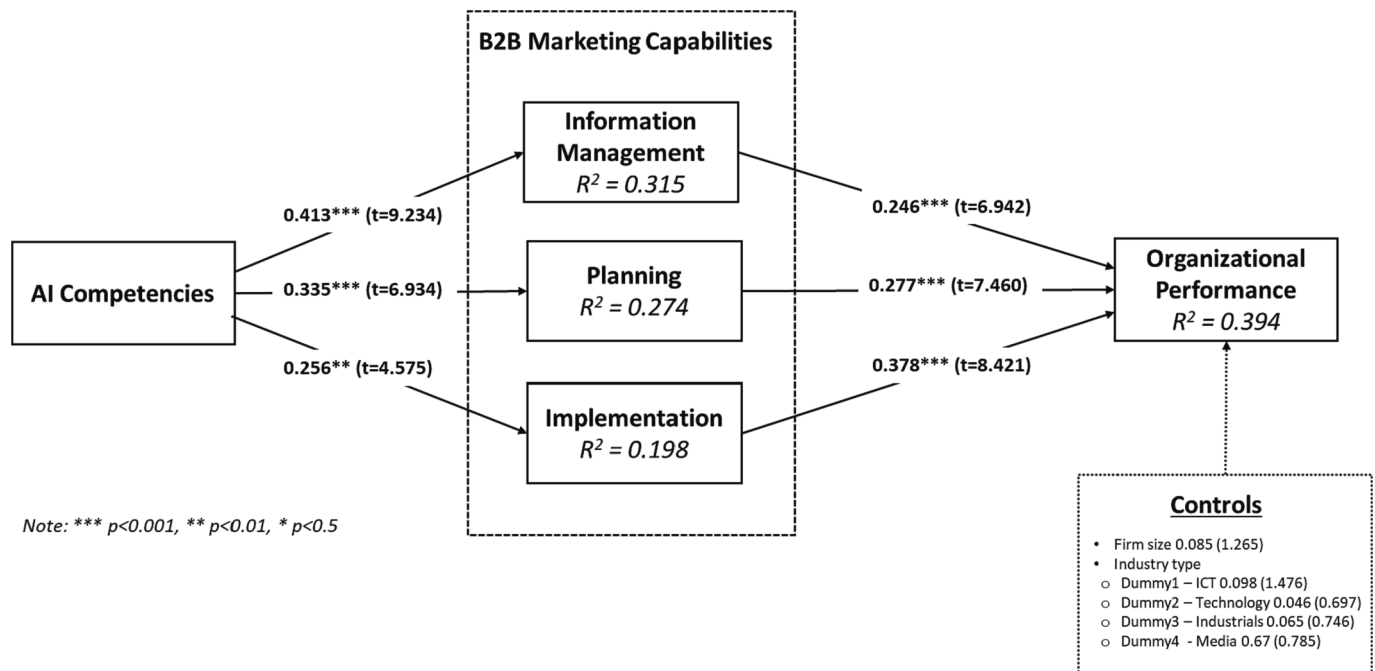 B2B Marketing Capabilities
Information
Management
R² = 0.315
0.413*** (t=9.234)
0.246*** (t=6.942)
AI Competencies
0.335*** (t=6.934)
Planning
R² = 0.274
0.277*** (t=7.460)
Organizational
Performance
R² = 0.394
0.256** (t=4.575)
0.378*** (t=8.421)
Implementation
R² = 0.198
Note: *** p<0.001, ** p<0.01, * p<0.5
Controls
• Firm size 0.085 (1.265)
• Industry type
o Dummy1 – ICT 0.098 (1.476)
o Dummy2 – Technology 0.046 (0.697)
o Dummy3 – Industrials 0.065 (0.746)
o Dummy4 - Media 0.67 (0.785)